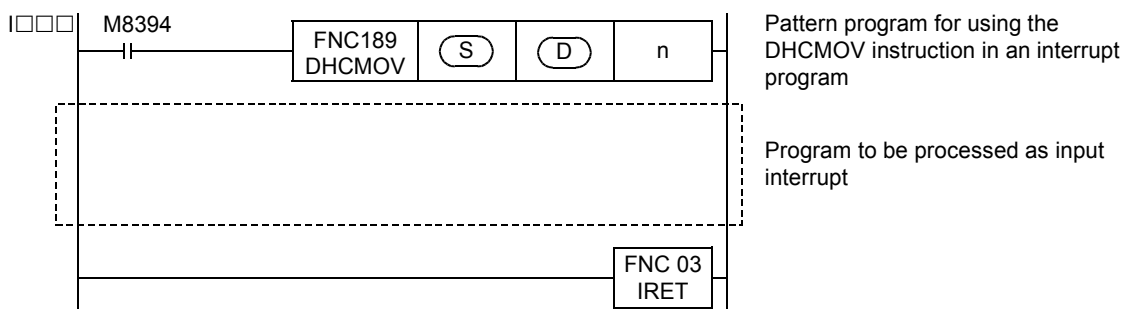 I□□□ M8394
FNC189
DHCMOV
S
D
n
Pattern program for using the
DHCMOV instruction in an interrupt
program
Program to be processed as input
interrupt
FNC 03
IRET